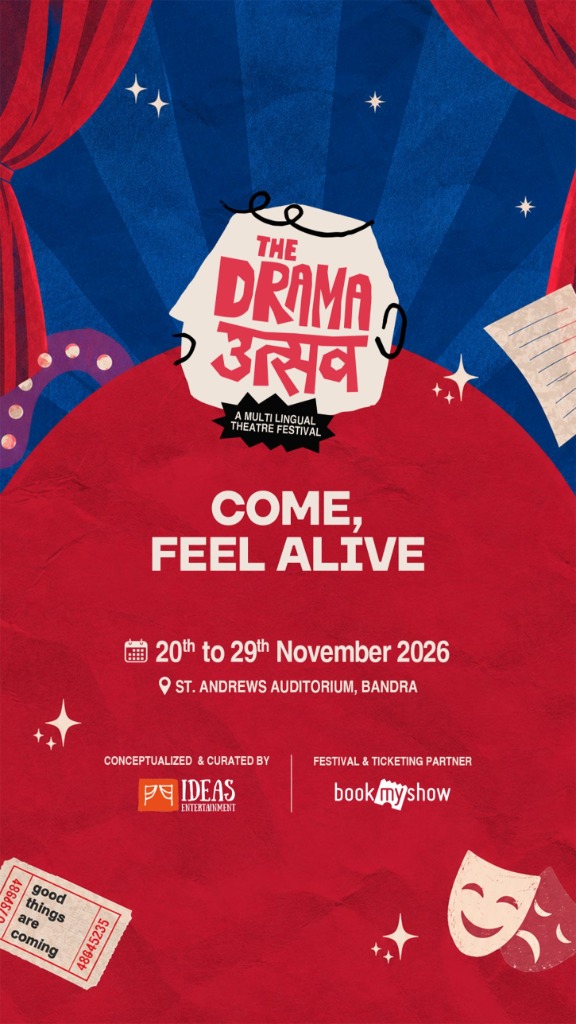 THE
DRAMA
उत्सव
A MULTI LINGUAL
THEATRE FESTIVAL
COME,
FEEL ALIVE
20th to 29th November 2026
ST. ANDREWS AUDITORIUM, BANDRA
CONCEPTUALIZED & CURATED BY
IDEAS
ENTERTAINMENT
FESTIVAL & TICKETING PARTNER
bookmyshow
good
things
are
coming
48045235